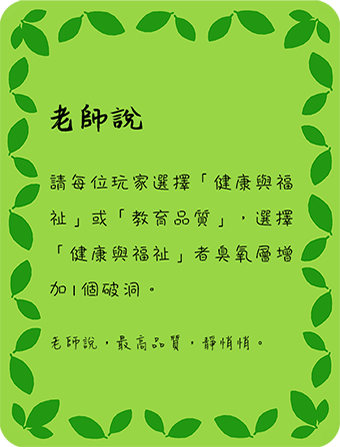 老師說
請每位玩家選擇「健康與福
祉」或「教育品質」，選擇
「健康與福祉」者臭氧層增
加1個破洞。
老師說，最高品質，靜悄悄。